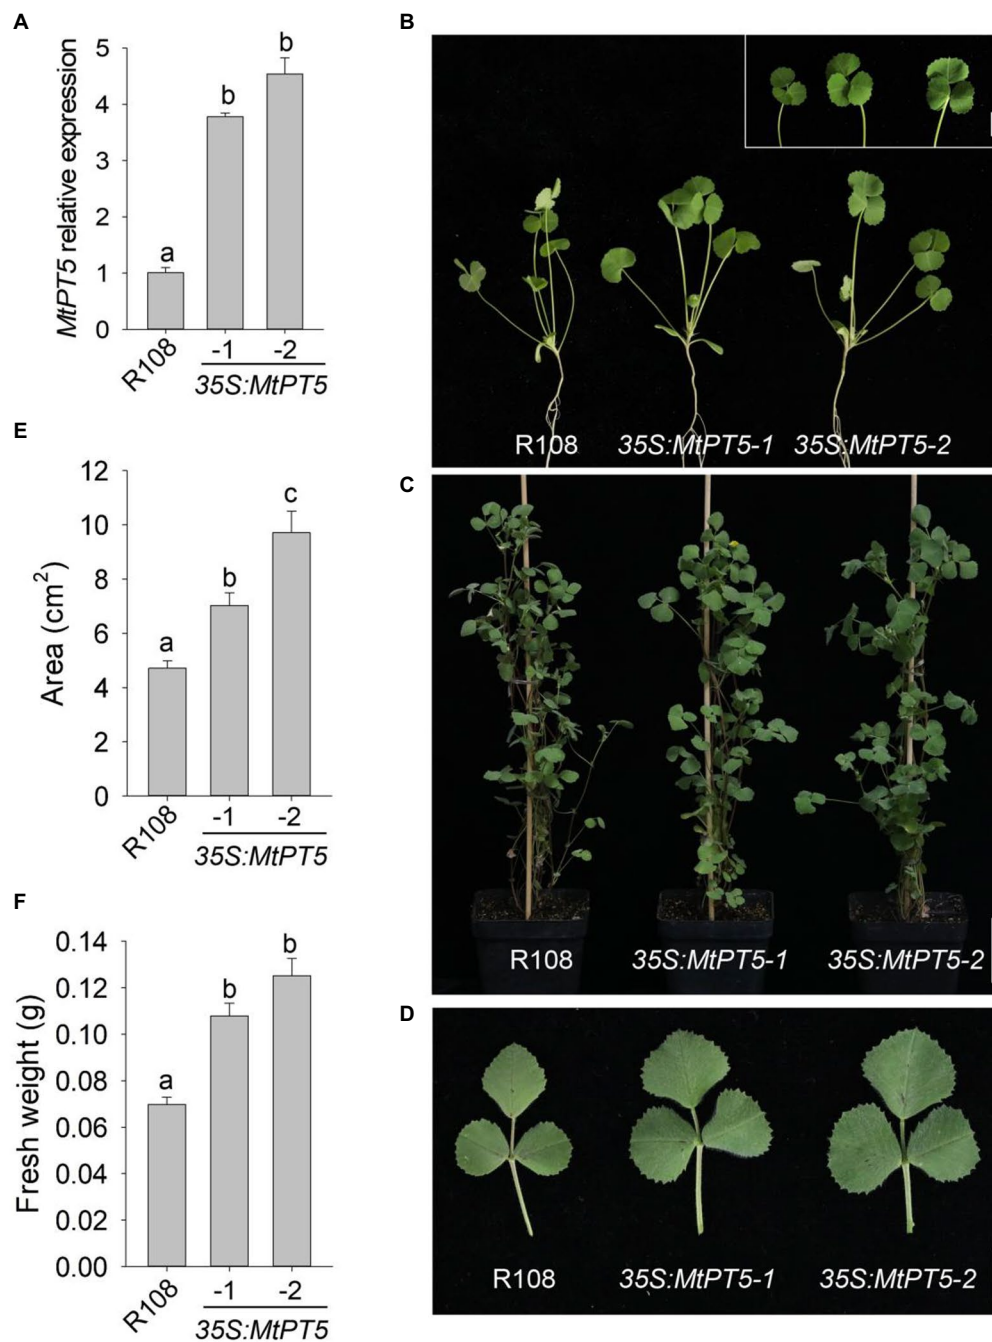 A
MtPT5 relative expression
5
4
3
2
1
0
a
b
b
R108
-1
-2
35S:MtPT5
B
R108
35S:MtPT5-1
35S:MtPT5-2
E
Area (cm²)
12
10
8
6
4
2
0
a
b
c
R108
-1
-2
35S:MtPT5
C
R108
35S:MtPT5-1
35S:MtPT5-2
F
Fresh weight (g)
0.14
0.12
0.10
0.08
0.06
0.04
0.02
0.00
a
b
b
R108
-1
-2
35S:MtPT5
D
R108
35S:MtPT5-1
35S:MtPT5-2